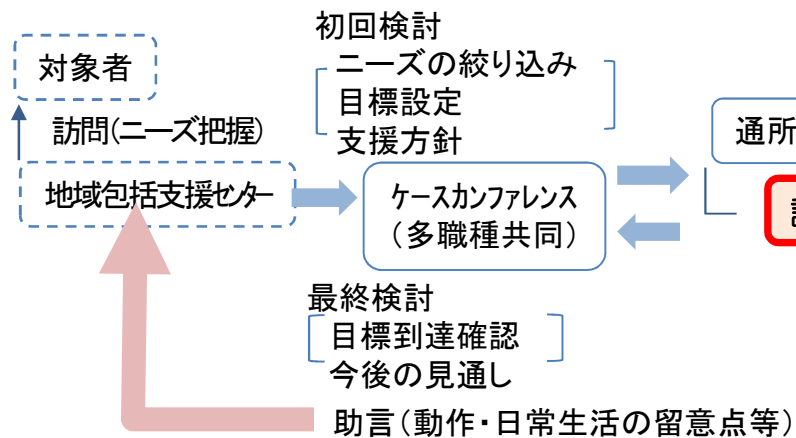 初回検討
ニーズの絞り込み
目標設定
支援方針
対象者
訪問(ニーズ把握)
地域包括支援センター
ケースカンファレンス
(多職種共同)
通所
最終検討
目標到達確認
今後の見通し
助言(動作・日常生活の留意点等)